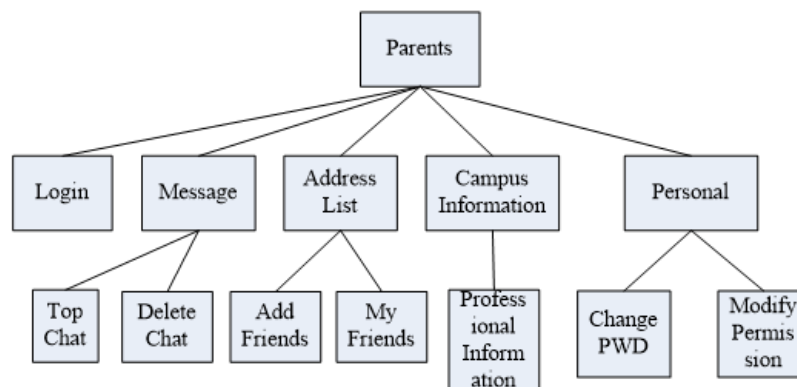 Parents
Login
Message
Address
List
Campus
Information
Personal
Top
Chat
Delete
Chat
Add
Friends
My
Friends
Profess
ional
Inform
ation
Change
PWD
Modify
Permis
sion